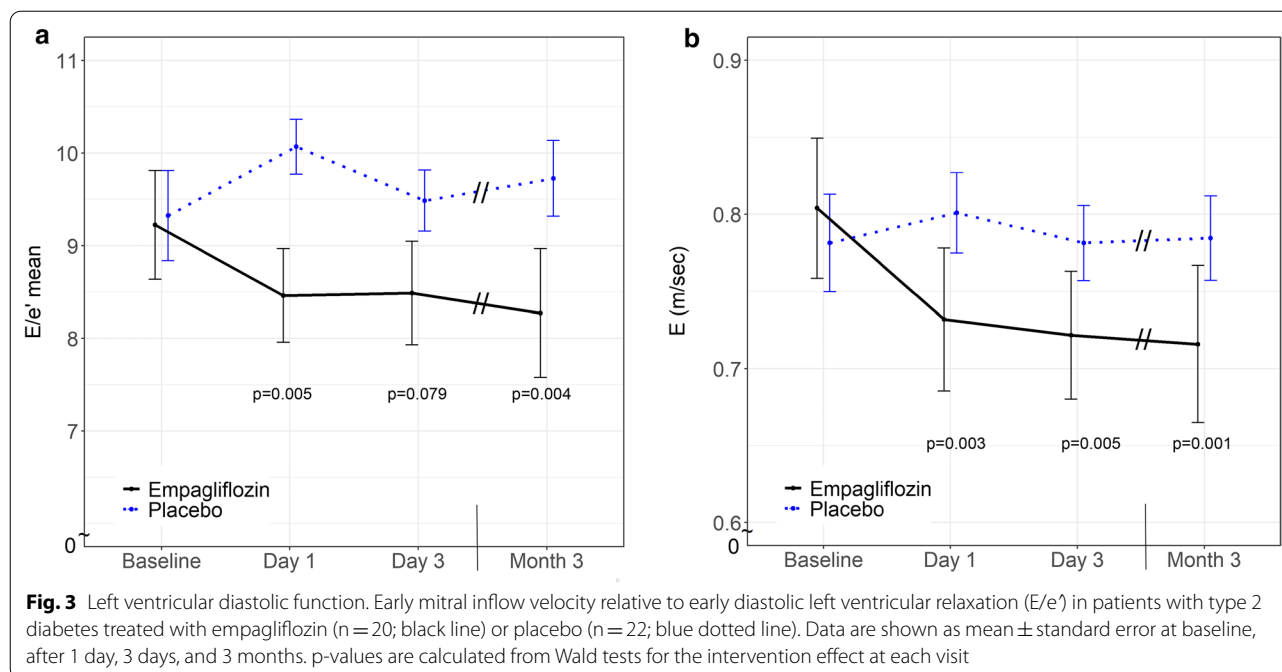 a
11
10
9
8
7
0
~
E/e' mean
p=0.005 p=0.079 p=0.004
Empagliflozin
Placebo
Baseline Day 1 Day 3 Month 3
b
0.9
0.8
0.7
0.6
~
0
E (m/sec)
p=0.003 p=0.005 p=0.001
Empagliflozin
Placebo
Baseline Day 1 Day 3 Month 3
Fig. 3 Left ventricular diastolic function. Early mitral inflow velocity relative to early diastolic left ventricular relaxation (E/e′) in patients with type 2
diabetes treated with empagliflozin (n = 20; black line) or placebo (n = 22; blue dotted line). Data are shown as mean ± standard error at baseline,
after 1 day, 3 days, and 3 months. p-values are calculated from Wald tests for the intervention effect at each visit